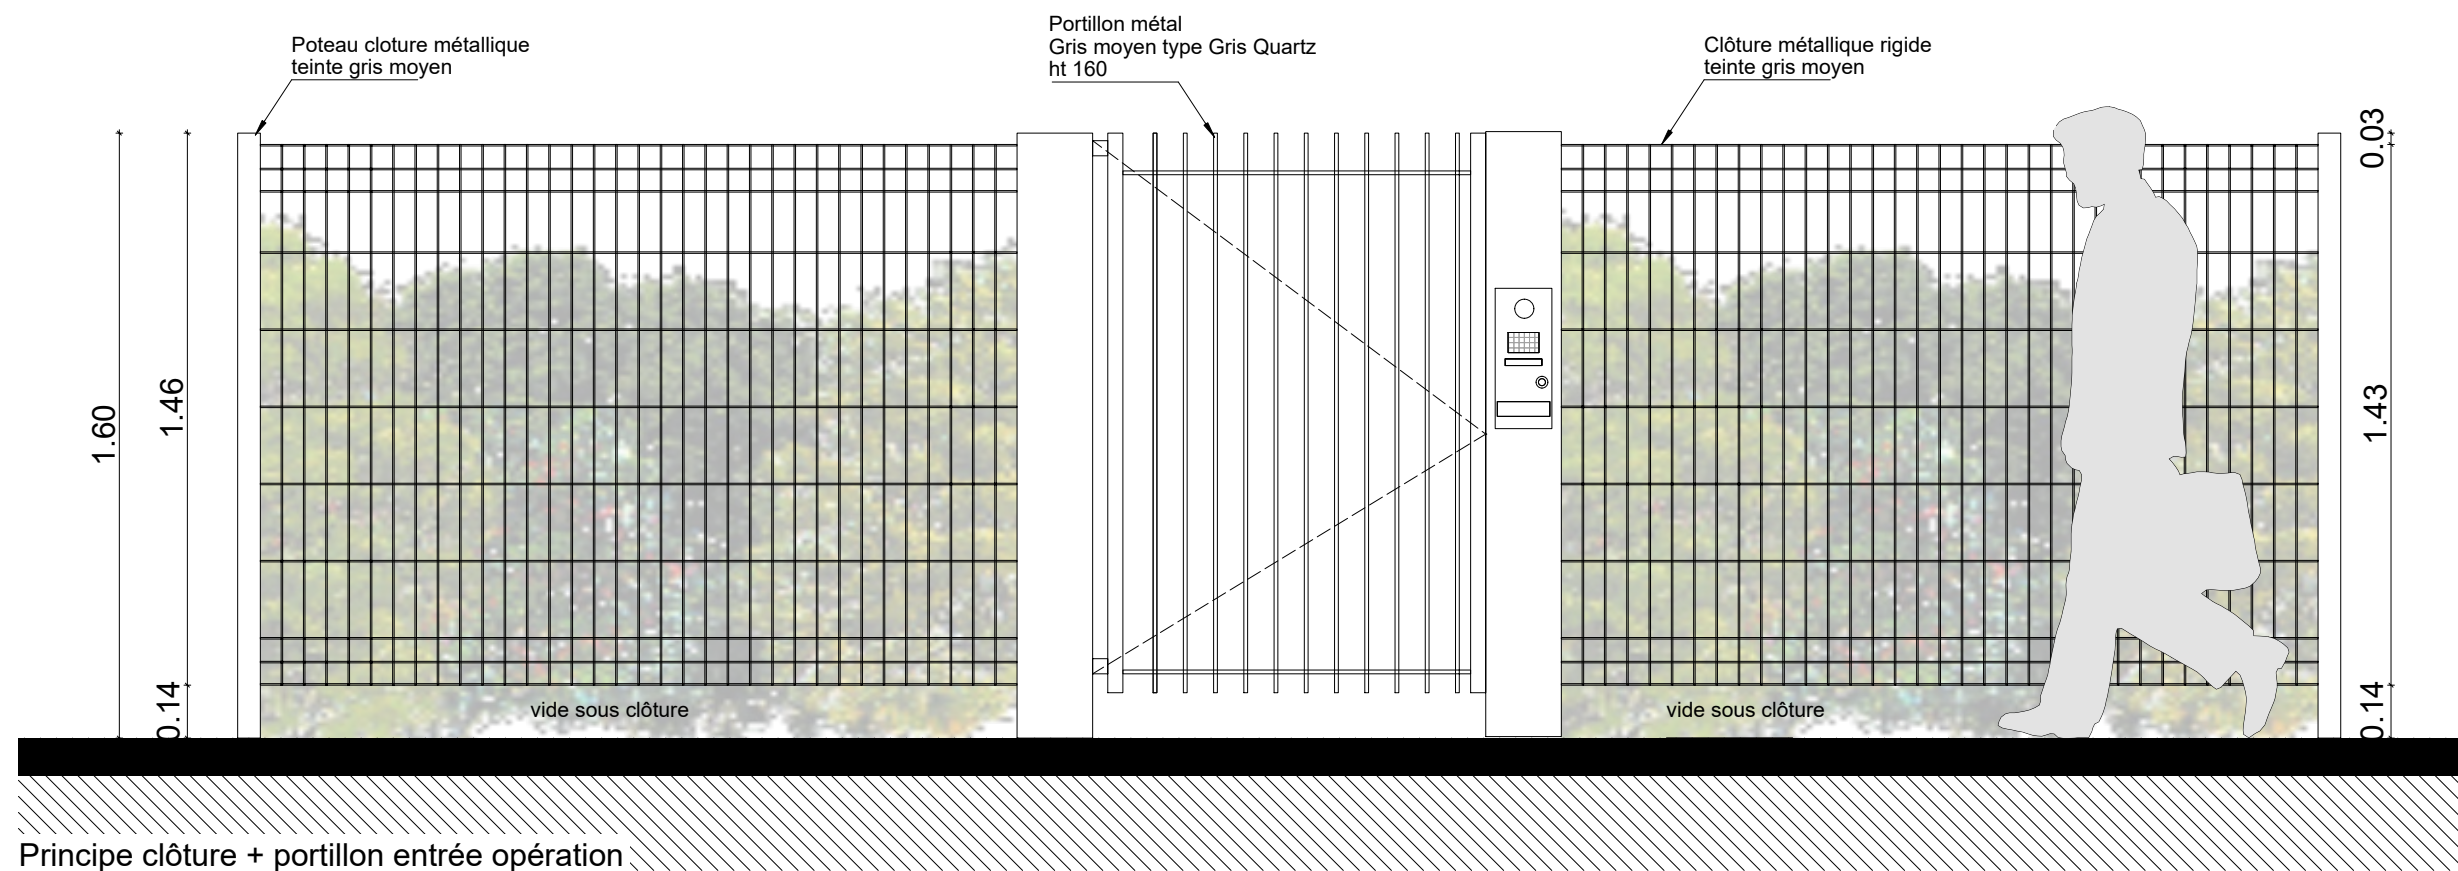 Poteau cloture métallique
teinte gris moyen
Portillon métal
Gris moyen type Gris Quartz
ht 160
Clôture métallique rigide
teinte gris moyen
1.60
1.46
0.14
0.03
1.43
0.14
vide sous clôture
vide sous clôture
Principe clôture + portillon entrée opération